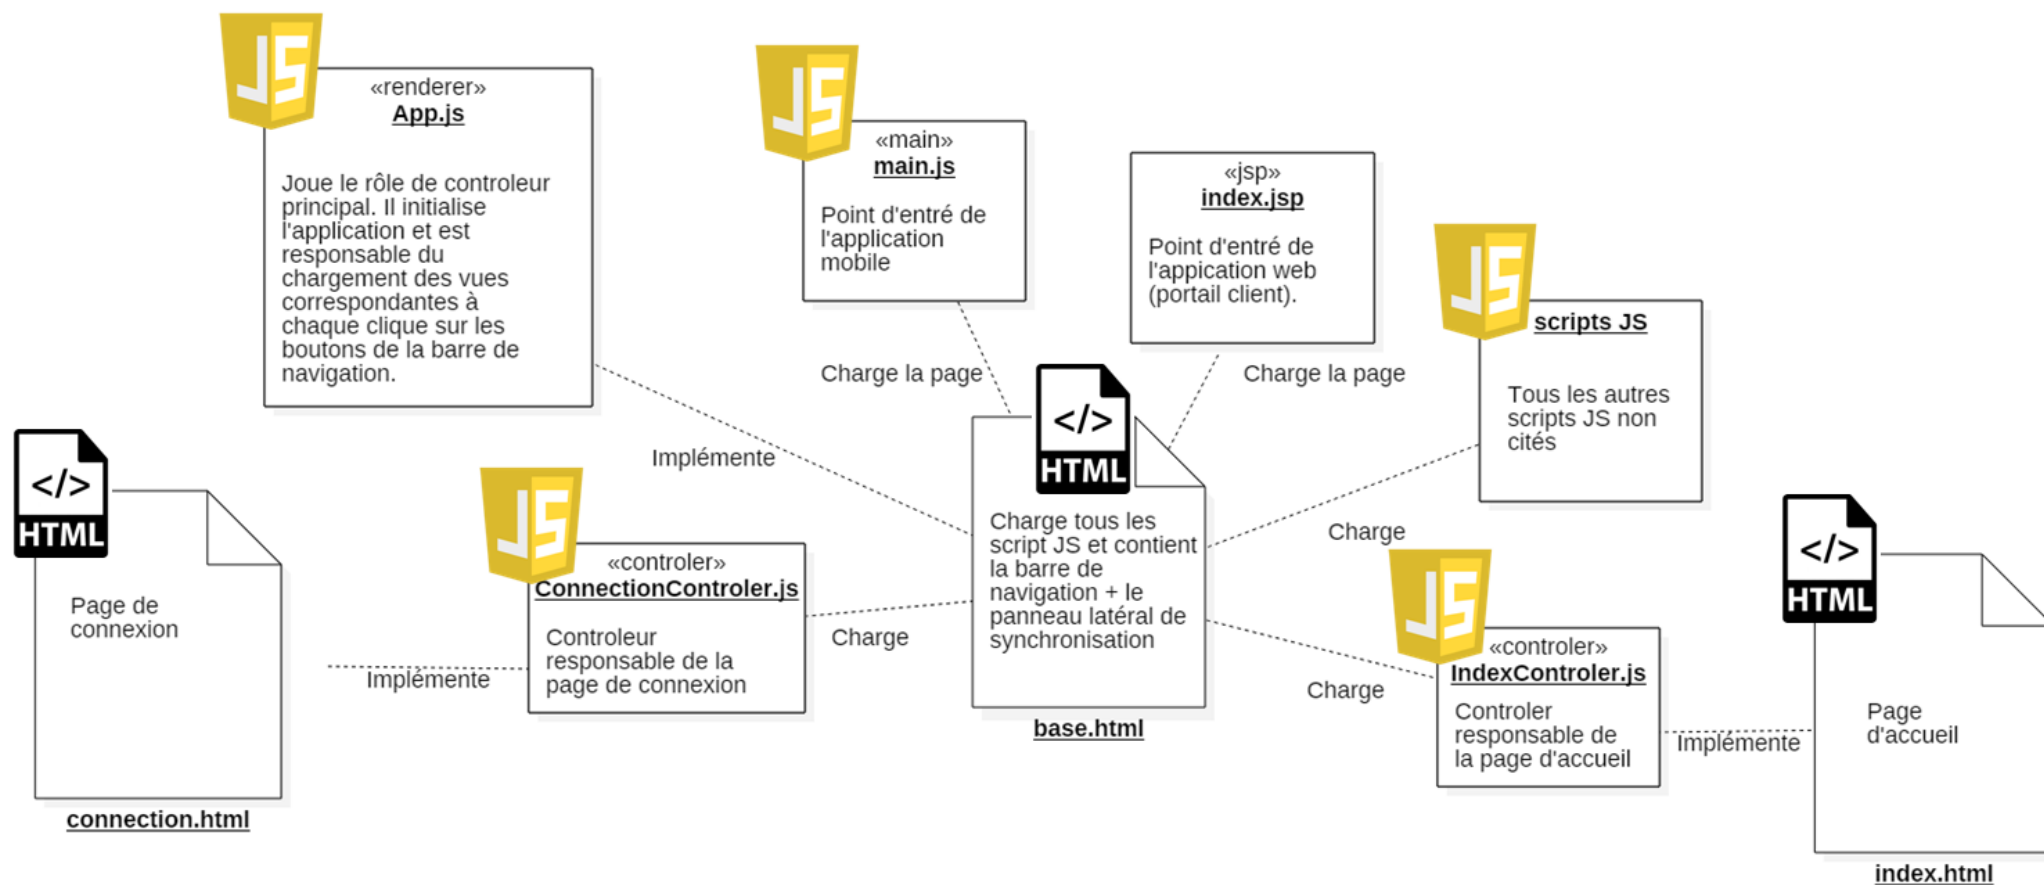 JS
«renderer»
App.js
Joue le rôle de controleur
principal. Il initialise
l'application et est
responsable du
chargement des vues
correspondantes à
chaque clique sur les
boutons de la barre de
navigation.
JS
«main»
main.js
Point d'entré de
l'application
mobile
«jsp»
index.jsp
Point d'entré de
l'appication web
(portail client).
JS
scripts JS
Tous les autres
scripts JS non
cités
Charge la page
Charge la page
Implémente
Charge
</>
HTML
Page de
connexion
connection.html
Implémente
JS
«controler»
ConnectionControler.js
Controleur
responsable de la
page de connexion
Charge
</>
HTML
Charge tous les
script JS et contient
la barre de
navigation + le
panneau latéral de
synchronisation
base.html
Charge
JS
«controler»
IndexControler.js
Controler
responsable de
la page d'accueil
Implémente
</>
HTML
Page
d'accueil
index.html